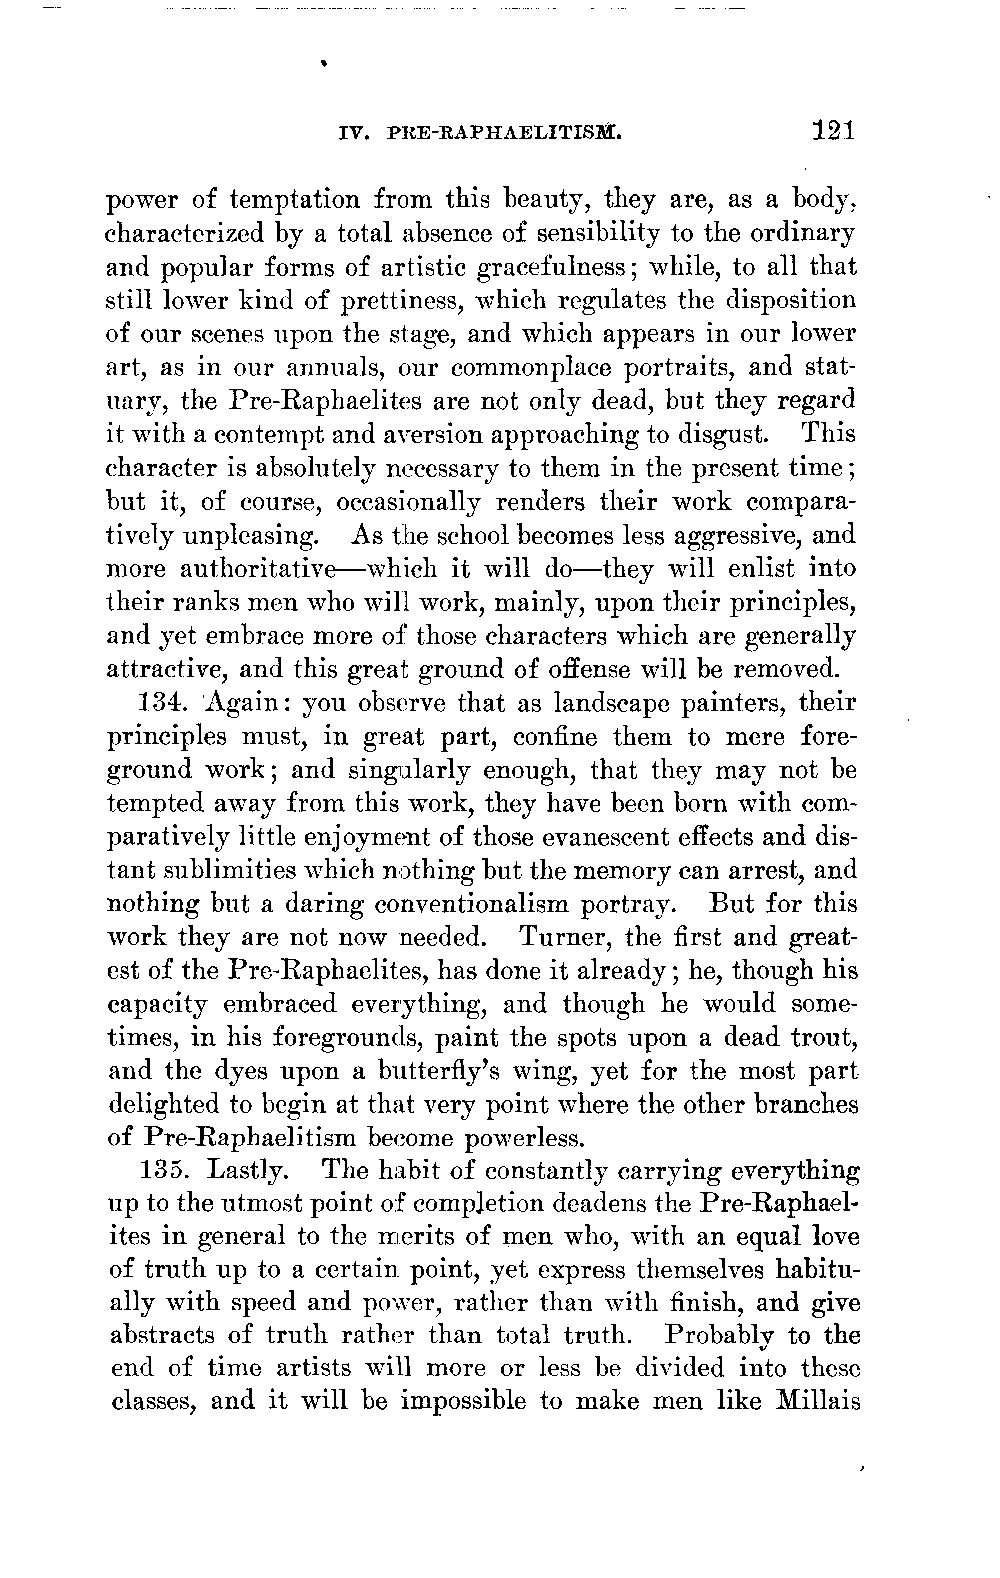 IV. PRE-RAPHAELITISM. 121
power of temptation from this beauty, they are, as a body,
characterized by a total absence of sensibility to the ordinary
and popular forms of artistic gracefulness; while, to all that
still lower kind of prettiness, which regulates the disposition
of our scenes upon the stage, and which appears in our lower
art, as in our annuals, our commonplace portraits, and stat-
uary, the Pre-Raphaelites are not only dead, but they regard
it with a contempt and aversion approaching to disgust. This
character is absolutely necessary to them in the present time;
but it, of course, occasionally renders their work compara-
tively unpleasing. As the school becomes less aggressive, and
more authoritative—which it will do—they will enlist into
their ranks men who will work, mainly, upon their principles,
and yet embrace more of those characters which are generally
attractive, and this great ground of offense will be removed.
134. Again: you observe that as landscape painters, their
principles must, in great part, confine them to mere fore-
ground work; and singularly enough, that they may not be
tempted away from this work, they have been born with com-
paratively little enjoyment of those evanescent effects and dis-
tant sublimities which nothing but the memory can arrest, and
nothing but a daring conventionalism portray. But for this
work they are not now needed. Turner, the first and great-
est of the Pre-Raphaelites, has done it already; he, though his
capacity embraced everything, and though he would some-
times, in his foregrounds, paint the spots upon a dead trout,
and the dyes upon a butterfly's wing, yet for the most part
delighted to begin at that very point where the other branches
of Pre-Raphaelitism become powerless.
135. Lastly. The habit of constantly carrying everything
up to the utmost point of completion deadens the Pre-Raphael-
ites in general to the merits of men who, with an equal love
of truth up to a certain point, yet express themselves habitu-
ally with speed and power, rather than with finish, and give
abstracts of truth rather than total truth. Probably to the
end of time artists will more or less be divided into these
classes, and it will be impossible to make men like Millais